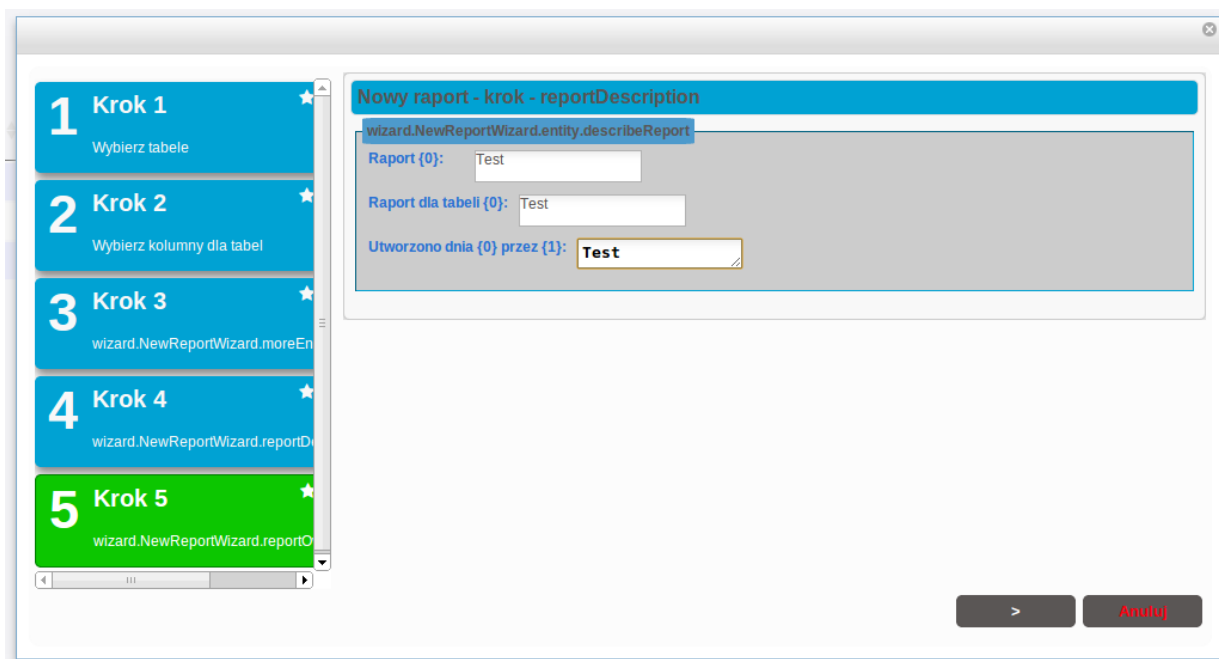 1
Krok 1
Wybierz tabele
2
Krok 2
Wybierz kolumny dla tabel
3
Krok 3
wizard.NewReportWizard.moreEn
4
Krok 4
wizard.NewReportWizard.reportD
5
Krok 5
wizard.NewReportWizard.reportO
Nowy raport - krok - reportDescription
wizard.NewReportWizard.entity.describeReport
Raport {0}: Test
Raport dla tabeli {0}: Test
Utworzono dnia {0} przez {1}: Test
> Anuluj